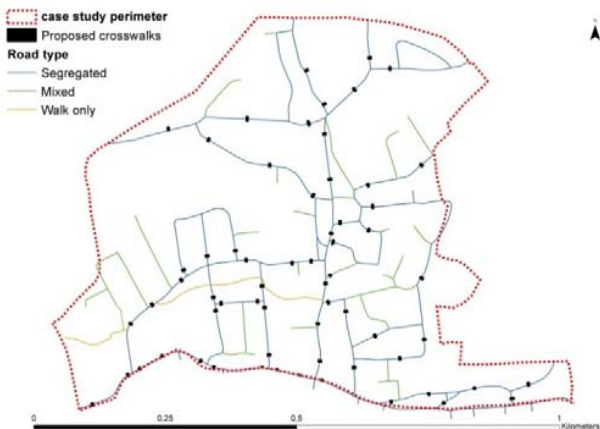 case study perimeter
Proposed crosswalks
Road type
Segregated
Mixed
Walk only
N
0 0.25 0.5 1
Kilometers